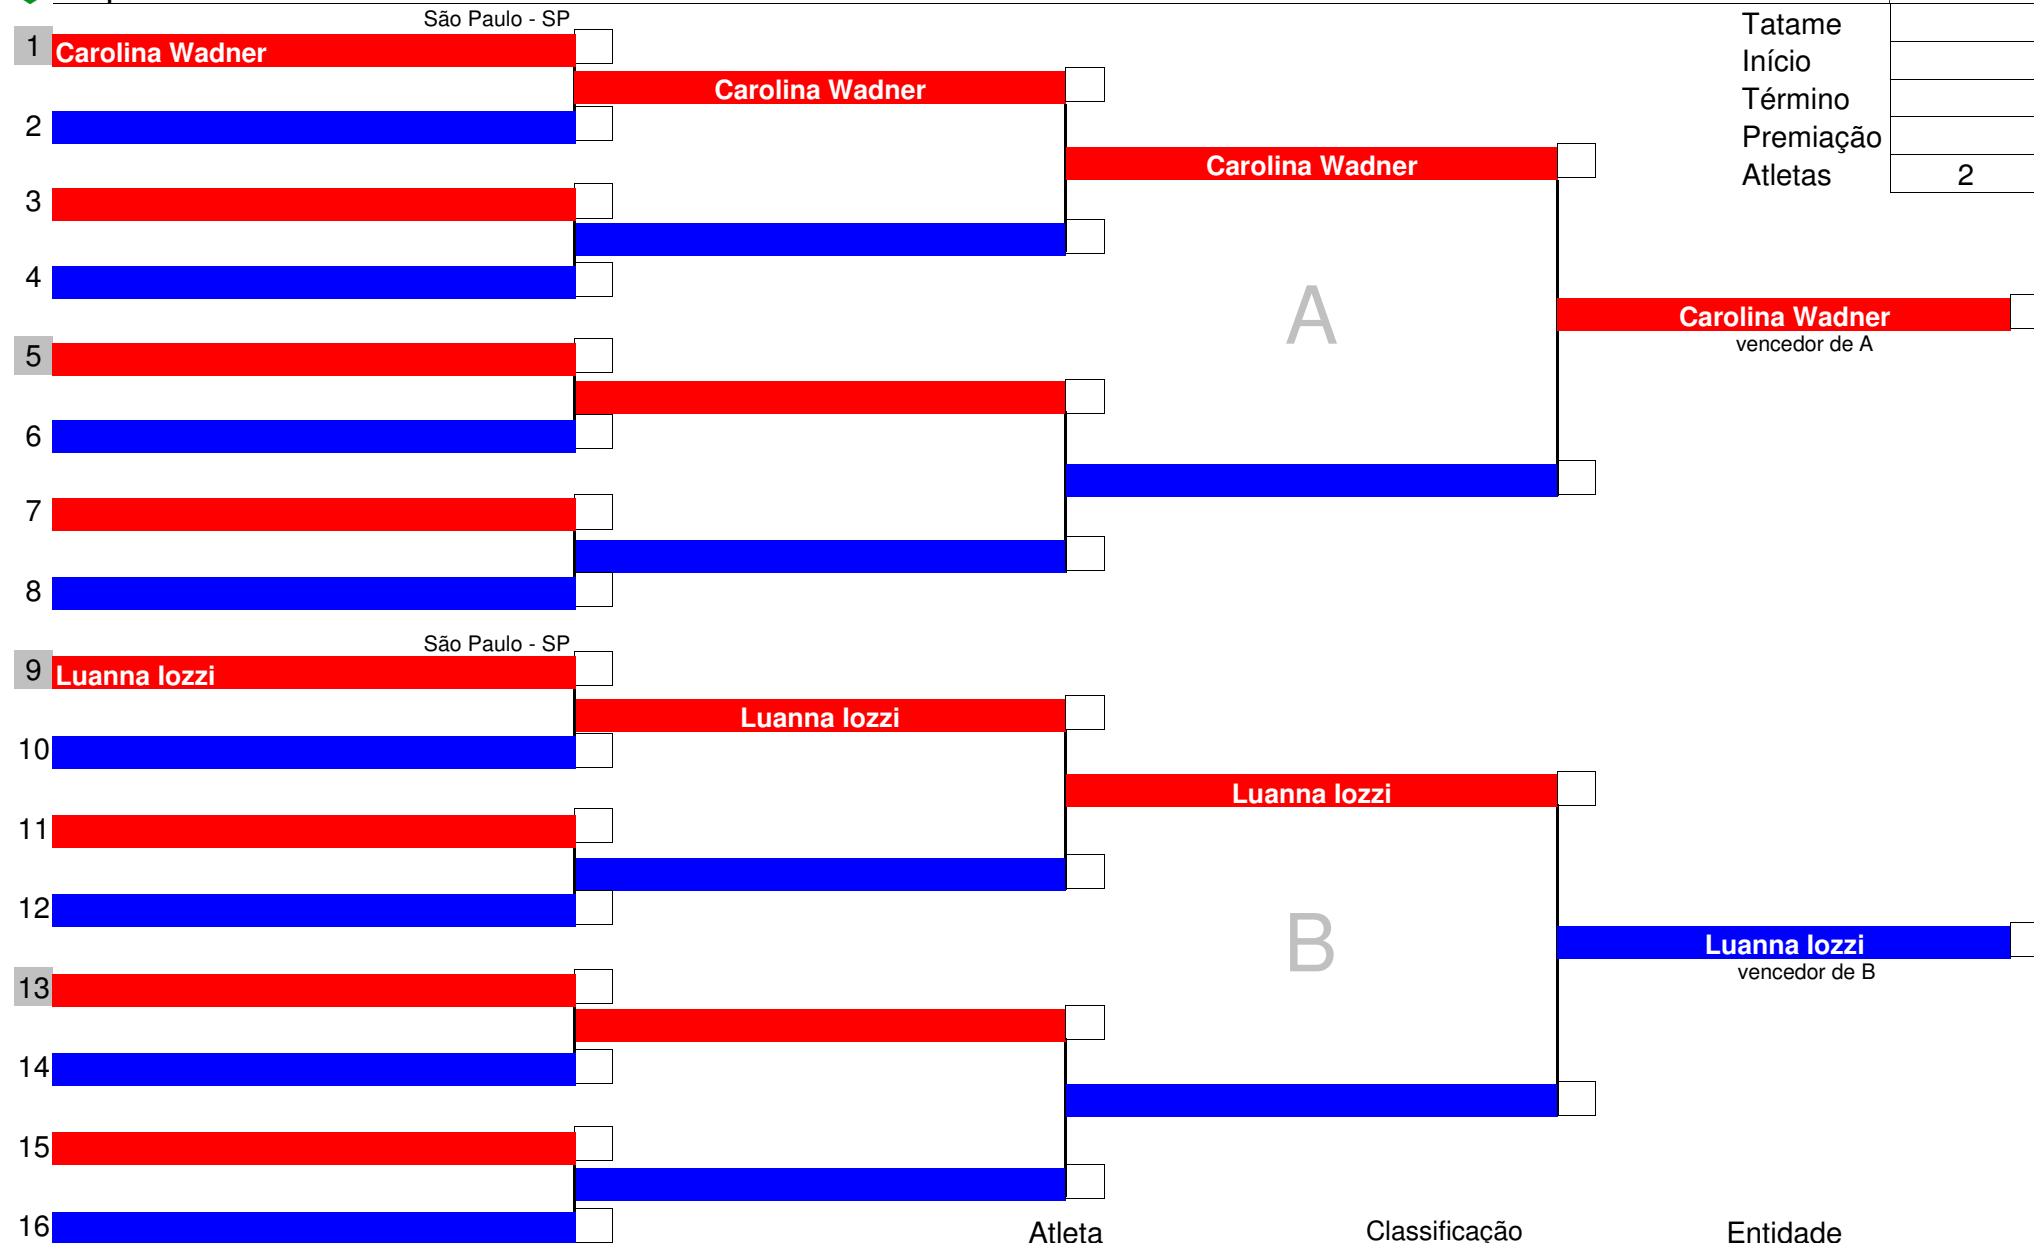 São Paulo - SP
Tatame
1 Carolina Wadner
Início
Carolina Wadner
Término
2
Premiação
Carolina Wadner
Atletas 2
3
4
A
Carolina Wadner
vencedor de A
5
6
7
8
São Paulo - SP
9 Luanna Iozzi
Luanna Iozzi
10
Luanna Iozzi
11
12
B
Luanna Iozzi
vencedor de B
13
14
15
16
Atleta Classificação Entidade